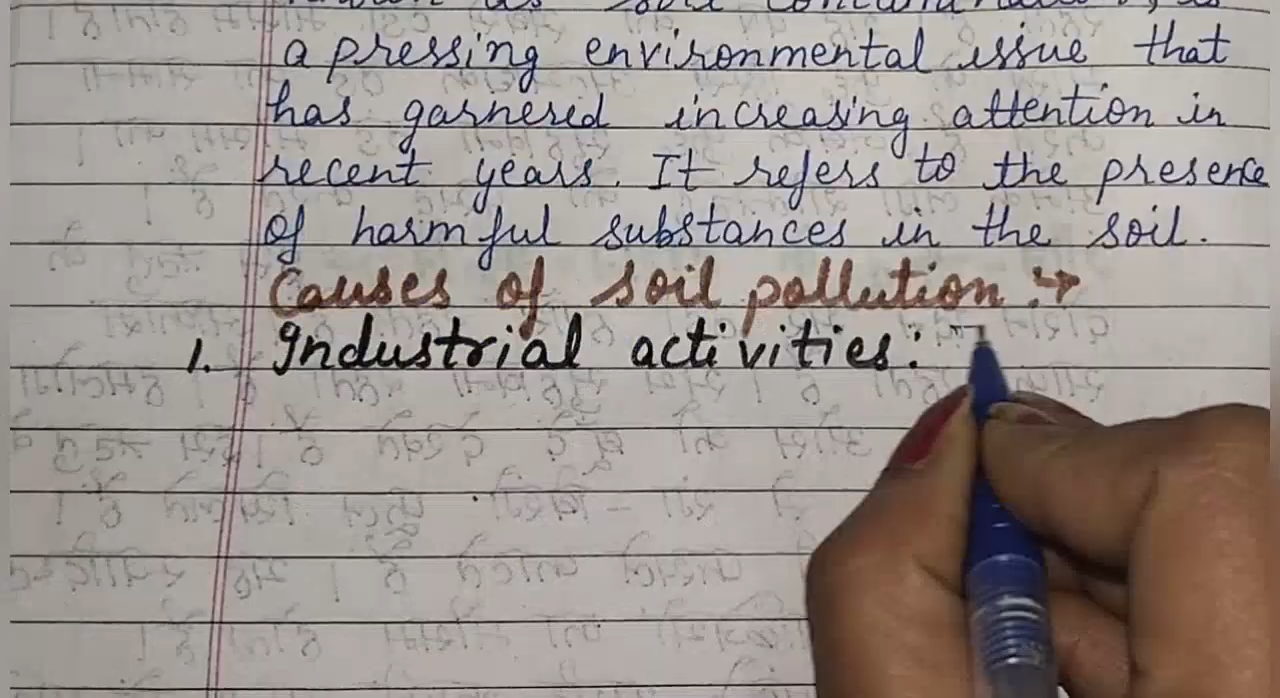 a pressing environmental issue that
has garnered increasing attention in
recent years. It refers to the presence
of harmful substances in the soil.
Causes of soil pollution :→
1. Industrial activities: